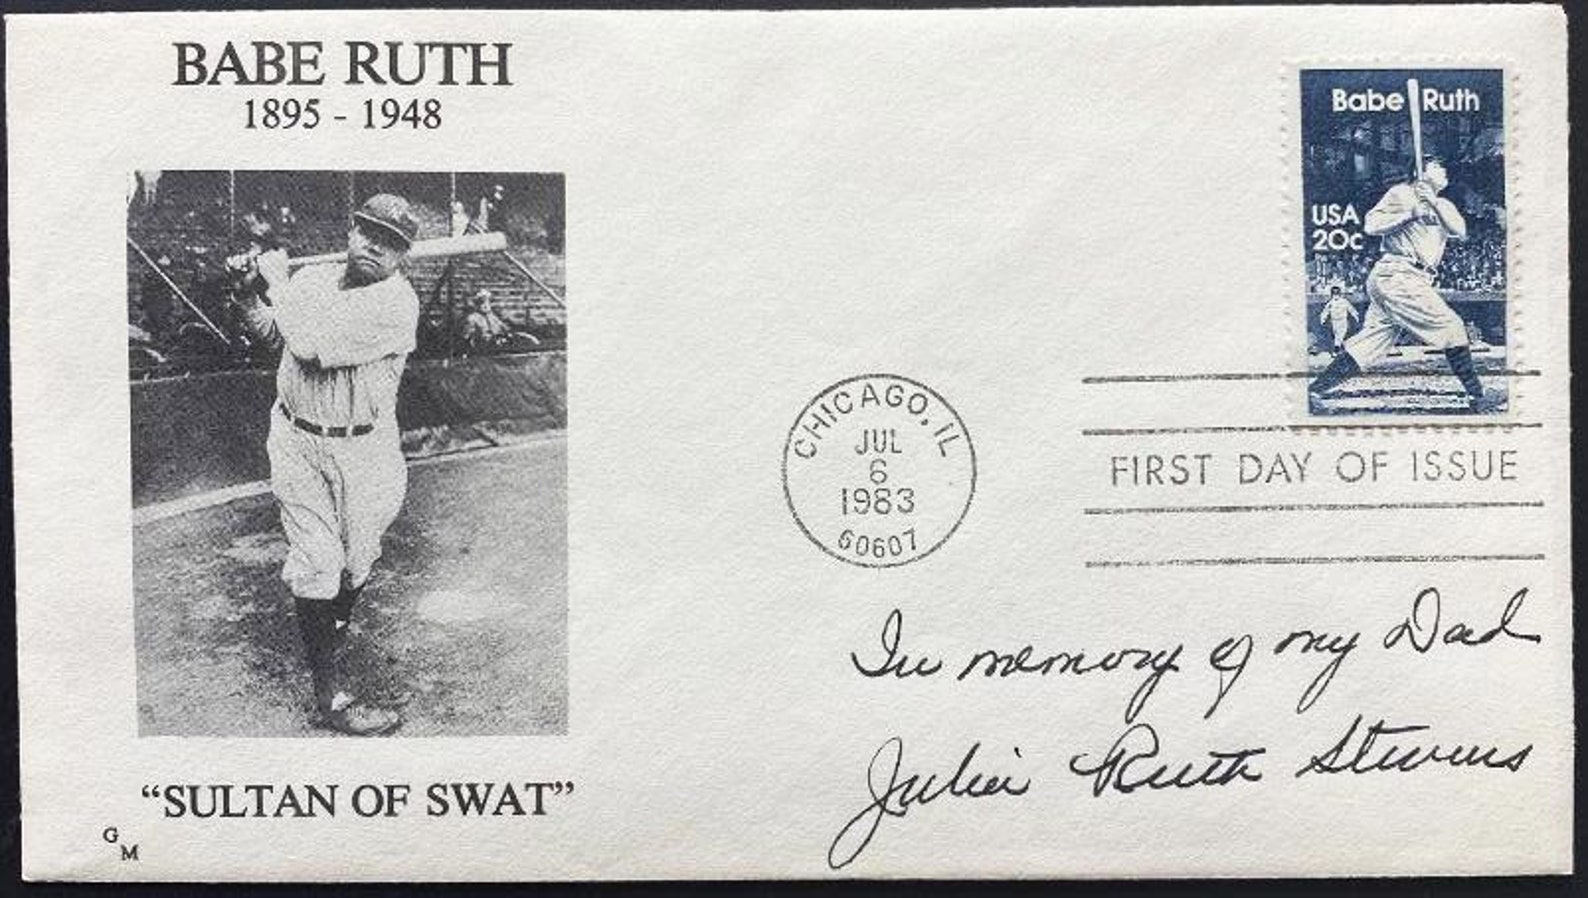 BABE RUTH
1895 - 1948
"SULTAN OF SWAT"
G
M
Babe Ruth
USA
20c
CHICAGO, IL
JUL
6
1983
60607
FIRST DAY OF ISSUE
In memory of my Dad
Julia Ruth Stevens